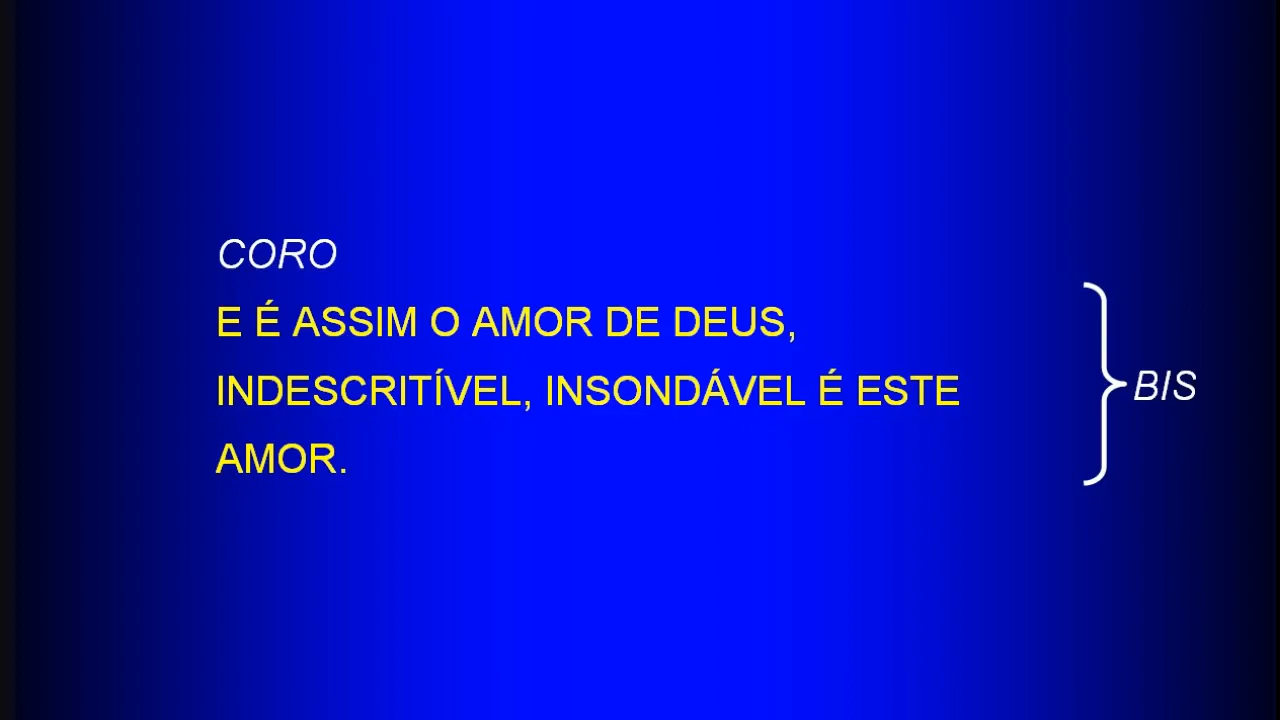 CORO
E É ASSIM O AMOR DE DEUS,
INDESCRITÍVEL, INSONDÁVEL É ESTE
AMOR.
BIS